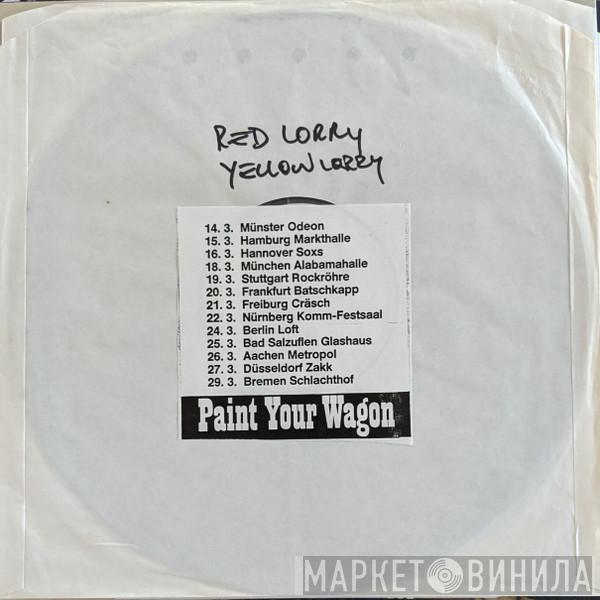 RED LORRY
YELLOW LORRY
14. 3. Münster Odeon
15. 3. Hamburg Markthalle
16. 3. Hannover Soxs
18. 3. München Alabamahalle
19. 3. Stuttgart Rockröhre
20. 3. Frankfurt Batschkapp
21. 3. Freiburg Cräsch
22. 3. Nürnberg Komm-Festsaal
24. 3. Berlin Loft
25. 3. Bad Salzuflen Glashaus
26. 3. Aachen Metropol
27. 3. Düsseldorf Zakk
29. 3. Bremen Schlachthof
Paint Your Wagon
МАРКЕТ ВИНИЛА